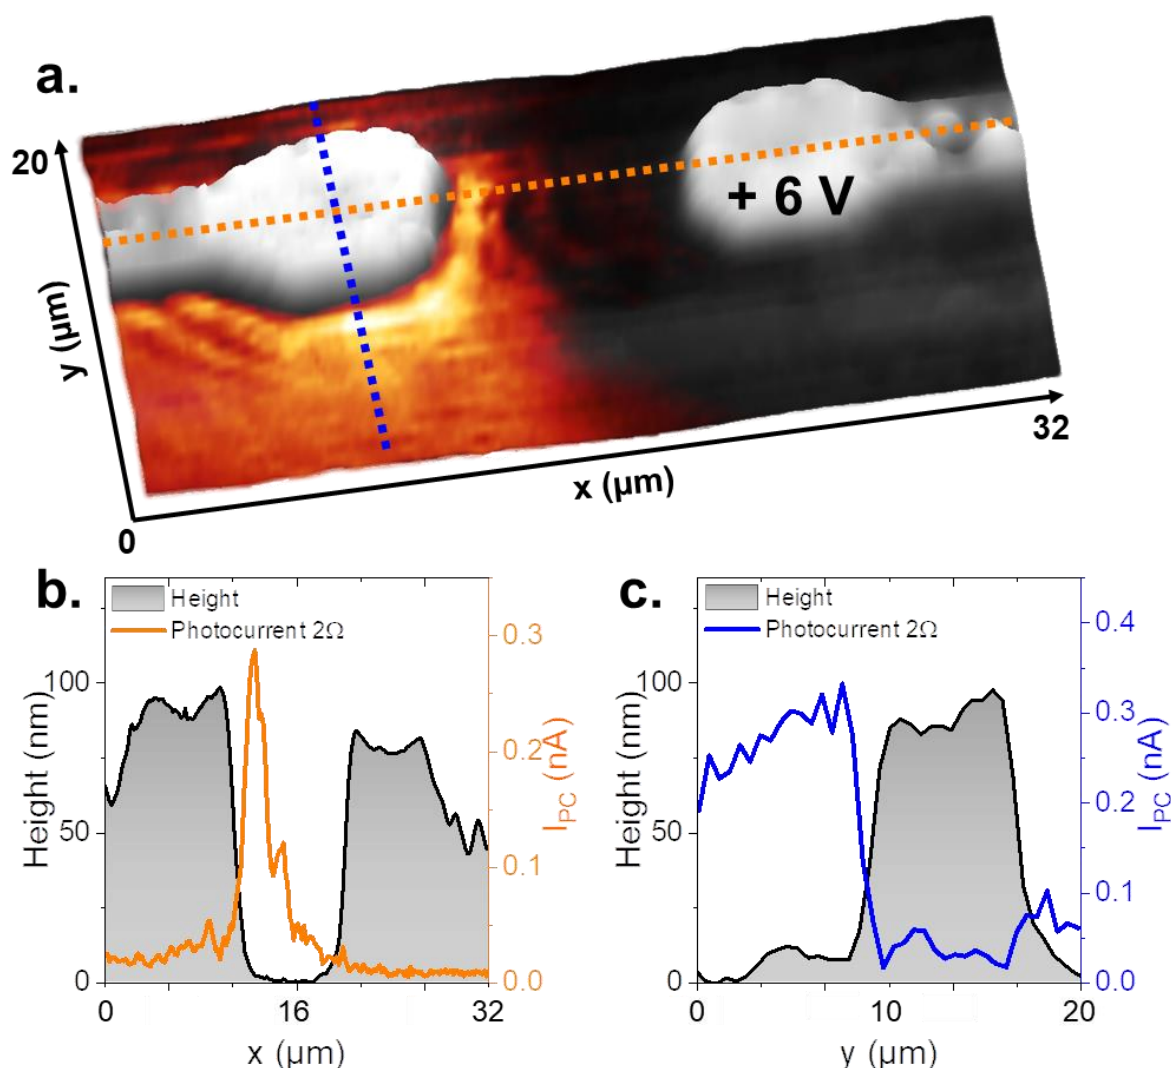 a.
20
+ 6 V
y (µm)
32
x (µm)
0
b.
Height
Photocurrent 2Ω
0.3
100
0.2
Height (nm)
50
I_PC (nA)
0.1
0
0.0
0
16
32
x (µm)
c.
Height
Photocurrent 2Ω
0.4
100
0.3
Height (nm)
50
0.2
I_PC (nA)
0.1
0
0.0
0
10
20
y (µm)